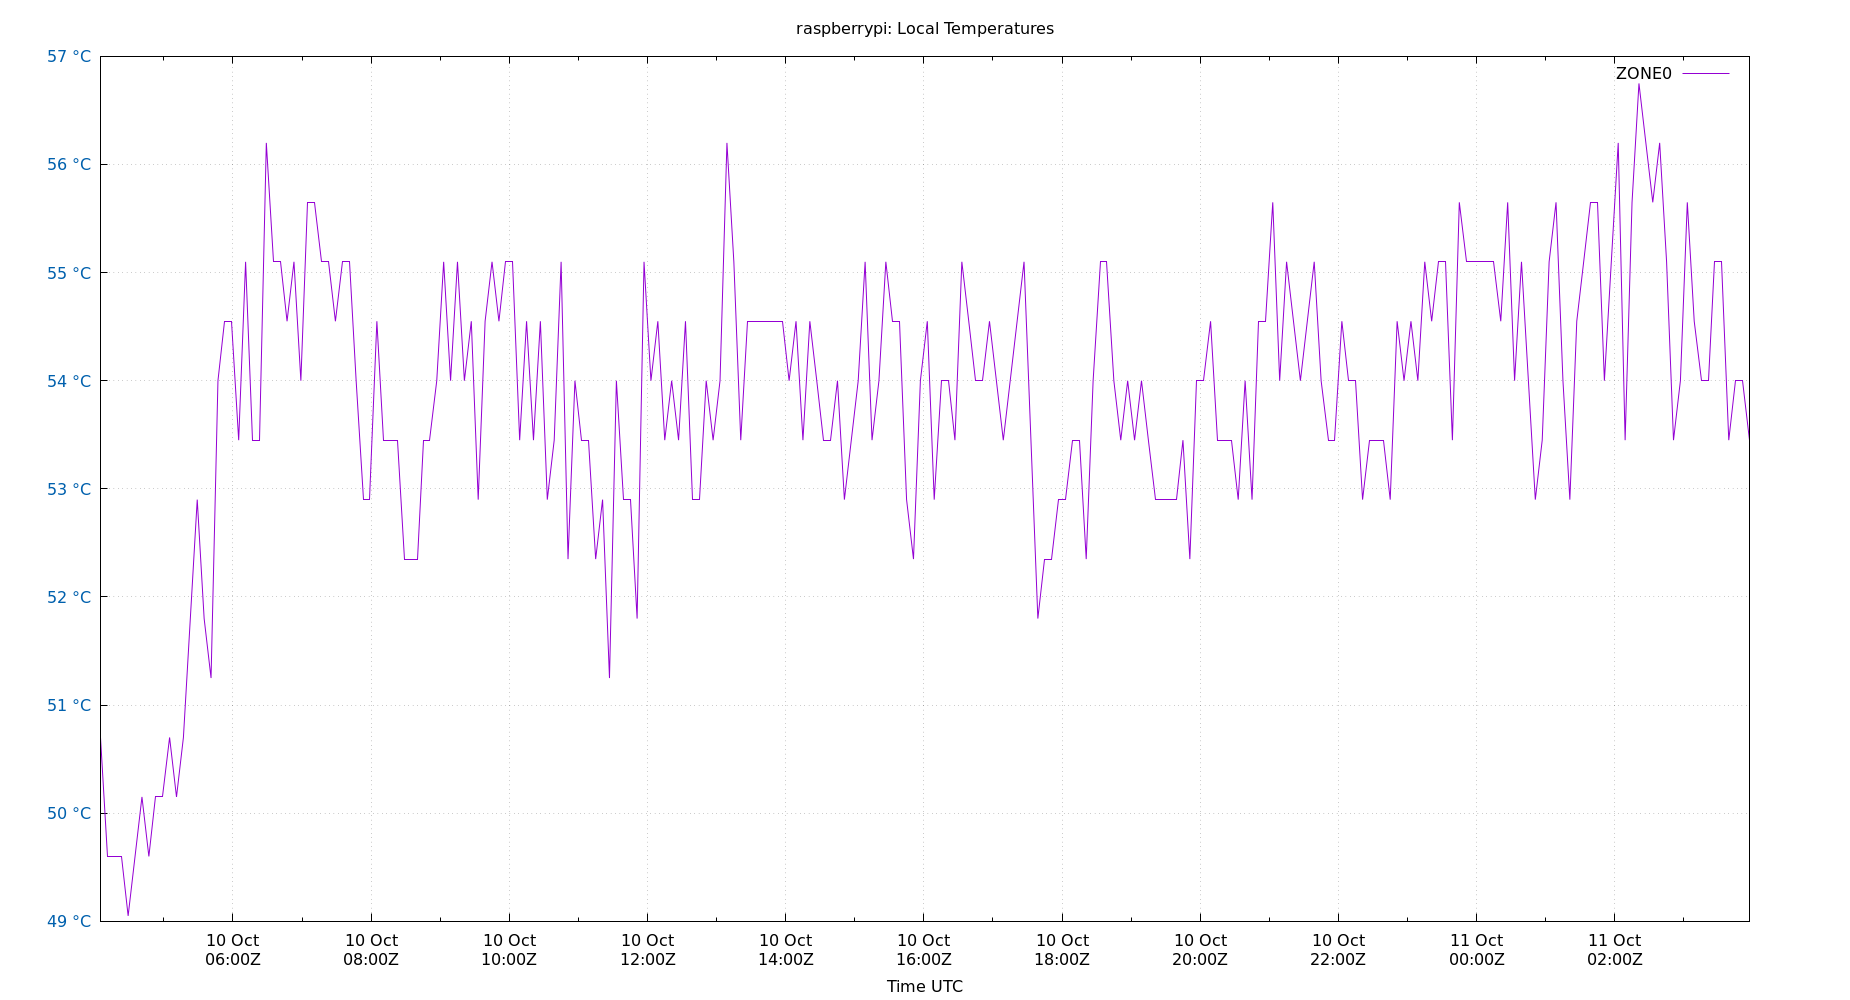 raspberrypi: Local Temperatures
57 °C
ZONE0
56 °C
55 °C
54 °C
53 °C
52 °C
51 °C
50 °C
49 °C
10 Oct 10 Oct 10 Oct 10 Oct 10 Oct 10 Oct 10 Oct 10 Oct 10 Oct 11 Oct 11 Oct
06:00Z 08:00Z 10:00Z 12:00Z 14:00Z 16:00Z 18:00Z 20:00Z 22:00Z 00:00Z 02:00Z
Time UTC